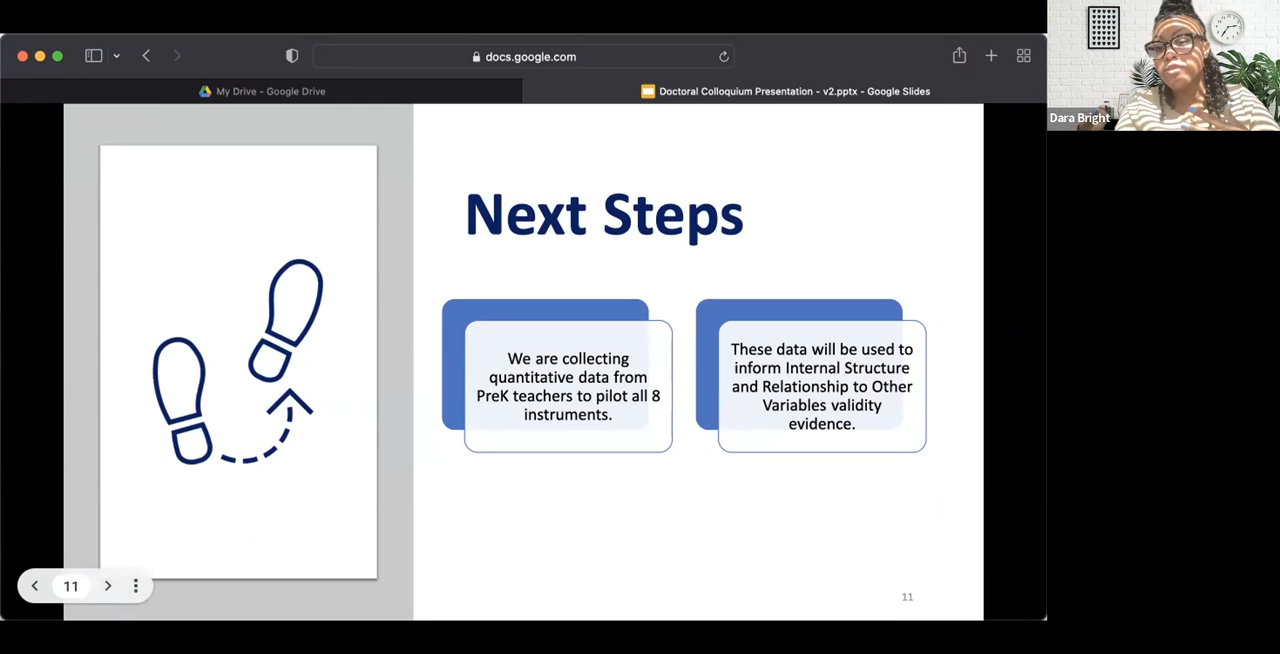 docs.google.com
My Drive - Google Drive
Doctoral Colloquium Presentation - v2.pptx - Google Slides
Dara Bright
Next Steps
We are collecting
quantitative data from
PreK teachers to pilot all 8
instruments.
These data will be used to
inform Internal Structure
and Relationship to Other
Variables validity
evidence.
11
11